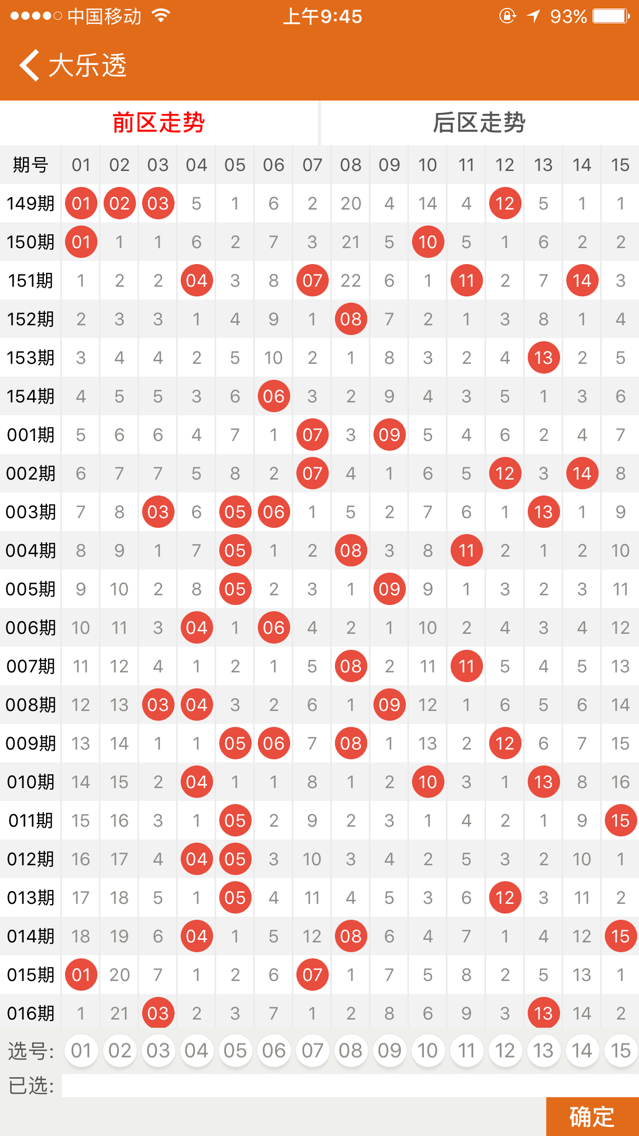 中国移动 上午9:45 93%
大乐透
前区走势 后区走势
期号 01 02 03 04 05 06 07 08 09 10 11 12 13 14 15
149期 01 02 03 5 1 6 2 20 4 14 4 12 5 1 1
150期 01 1 1 6 2 7 3 21 5 10 5 1 6 2 2
151期 1 2 2 04 3 8 07 22 6 1 11 2 7 14 3
152期 2 3 3 1 4 9 1 08 7 2 1 3 8 1 4
153期 3 4 4 2 5 10 2 1 8 3 2 4 13 2 5
154期 4 5 5 3 6 06 3 2 9 4 3 5 1 3 6
001期 5 6 6 4 7 1 07 3 09 5 4 6 2 4 7
002期 6 7 7 5 8 2 07 4 1 6 5 12 3 14 8
003期 7 8 03 6 05 06 1 5 2 7 6 1 13 1 9
004期 8 9 1 7 05 1 2 08 3 8 11 2 1 2 10
005期 9 10 2 8 05 2 3 1 09 9 1 3 2 3 11
006期 10 11 3 04 1 06 4 2 1 10 2 4 3 4 12
007期 11 12 4 1 2 1 5 08 2 11 11 5 4 5 13
008期 12 13 03 04 3 2 6 1 09 12 1 6 5 6 14
009期 13 14 1 1 05 06 7 08 1 13 2 12 6 7 15
010期 14 15 2 04 1 1 8 1 2 10 3 1 13 8 16
011期 15 16 3 1 05 2 9 2 3 1 4 2 1 9 15
012期 16 17 4 04 05 3 10 3 4 2 5 3 2 10 1
013期 17 18 5 1 05 4 11 4 5 3 6 12 3 11 2
014期 18 19 6 04 1 5 12 08 6 4 7 1 4 12 15
015期 01 20 7 1 2 6 07 1 7 5 8 2 5 13 1
016期 1 21 03 2 3 7 1 2 8 6 9 3 13 14 2
选号: 01 02 03 04 05 06 07 08 09 10 11 12 13 14 15
已选:
确定